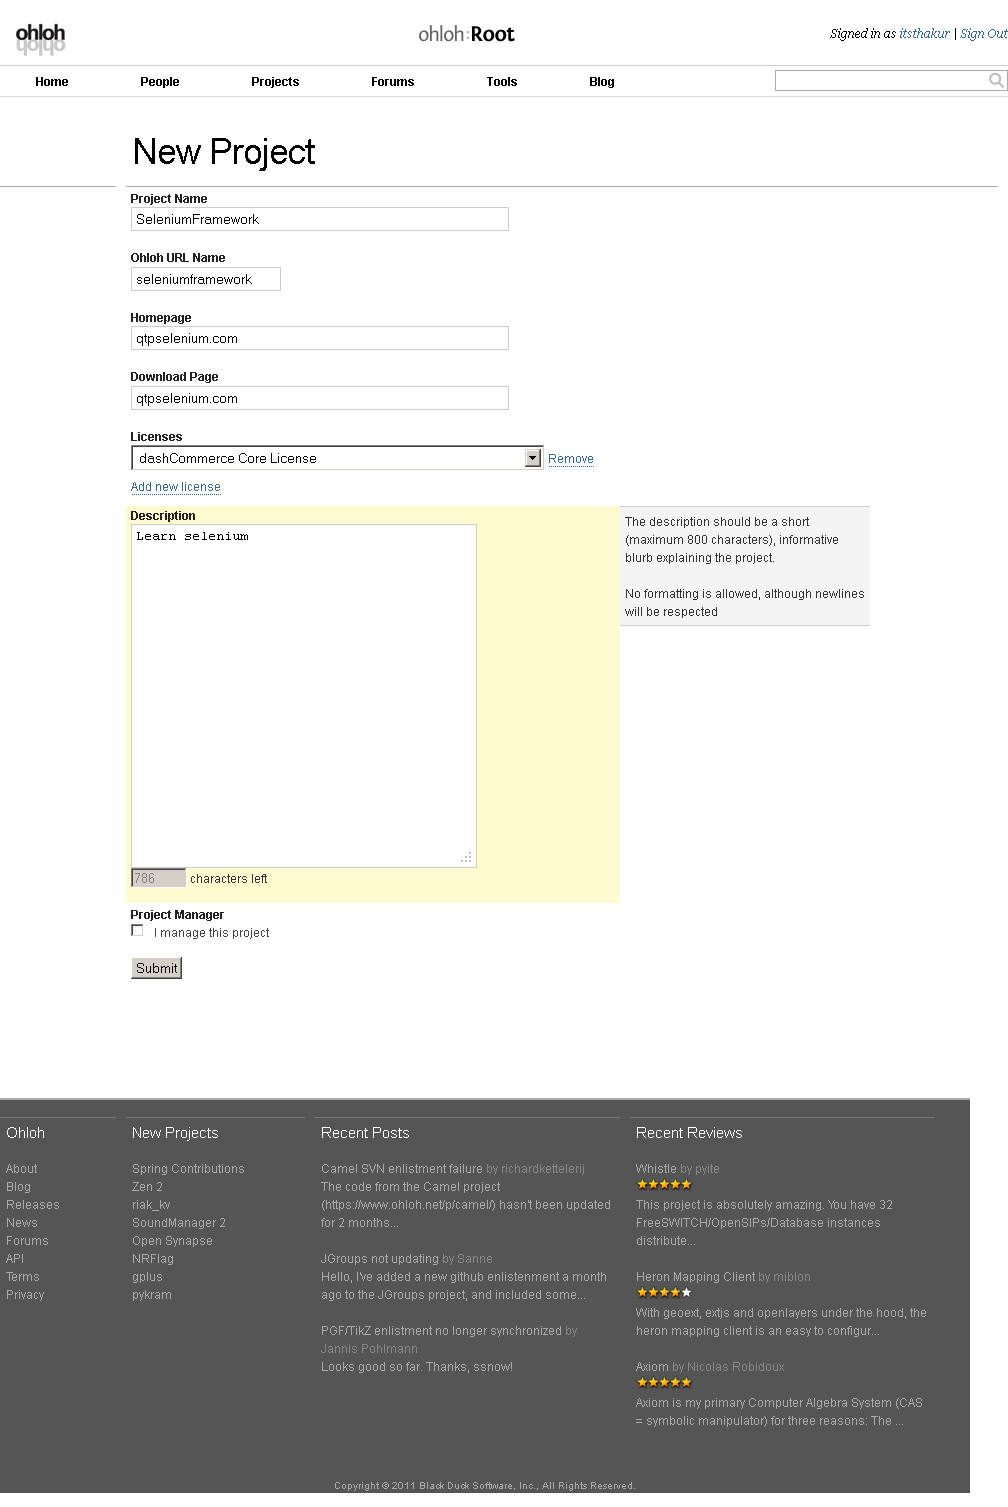 ohloh
ohloh:Root
Signed in as itsthakur | Sign Out
Home People Projects Forums Tools Blog
New Project
Project Name
SeleniumFramework
Ohloh URL Name
seleniumframework
Homepage
qtpselenium.com
Download Page
qtpselenium.com
Licenses
dashCommerce Core License
Remove
Add new license
Description
Learn selenium
The description should be a short
(maximum 800 characters), informative
blurb explaining the project.
No formatting is allowed, although newlines
will be respected
786 characters left
Project Manager
I manage this project
Submit
Ohloh
About
Blog
Releases
News
Forums
API
Terms
Privacy
New Projects
Spring Contributions
Zen 2
riak_kv
SoundManager 2
Open Synapse
NRFlag
gplus
pykram
Recent Posts
Camel SVN enlistment failure by richardkettelerij
The code from the Camel project
(https://www.ohloh.net/p/camel/) hasn't been updated
for 2 months...
JGroups not updating by Sanne
Hello, I've added a new github enlistenment a month
ago to the JGroups project, and included some...
PGF/TikZ enlistment no longer synchronized by
Jannis Pohlmann
Looks good so far. Thanks, ssnow!
Recent Reviews
Whistle by pyite
This project is absolutely amazing. You have 32
FreeSWITCH/OpenSIPs/Database instances
distribute...
Heron Mapping Client by miblon
With geoext, extjs and openlayers under the hood, the
heron mapping client is an easy to configur...
Axiom by Nicolas Robidoux
Axiom is my primary Computer Algebra System (CAS
= symbolic manipulator) for three reasons: The ...
Copyright © 2011 Black Duck Software, Inc., All Rights Reserved.